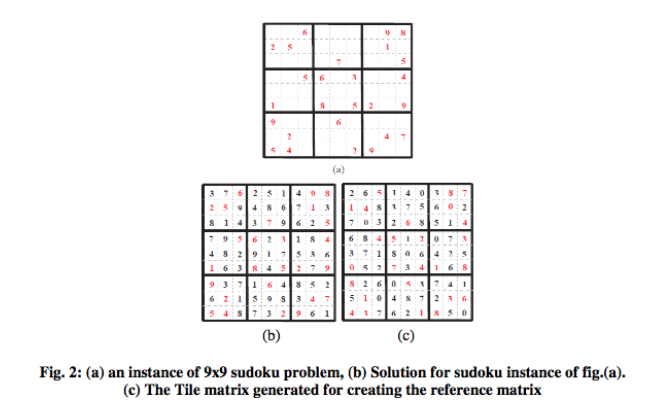 6 9 8
2 5 1
7 5
5 6 3 4
1 8 5 2 9
9 6
2 4 7
5 4 2 9
(a)
3 7 6 2 5 1 4 9 8
2 5 9 4 8 6 7 1 3
8 1 4 3 7 9 6 2 5
7 9 5 6 2 3 1 8 4
4 8 2 9 1 7 5 3 6
1 6 3 8 4 5 2 7 9
9 3 7 1 6 4 8 5 2
6 2 1 5 9 8 3 4 7
5 4 8 7 3 2 9 6 1
(b)
2 6 5 1 4 0 3 8 7
1 4 8 3 7 5 6 0 2
7 0 3 2 6 8 5 1 4
6 8 4 5 1 2 0 7 3
3 7 1 8 0 6 4 2 5
0 5 2 7 3 4 1 6 8
8 2 6 0 5 3 7 4 1
5 1 0 4 8 7 2 3 6
4 3 7 6 2 1 8 5 0
(c)
Fig. 2: (a) an instance of 9x9 sudoku problem, (b) Solution for sudoku instance of fig.(a).
(c) The Tile matrix generated for creating the reference matrix